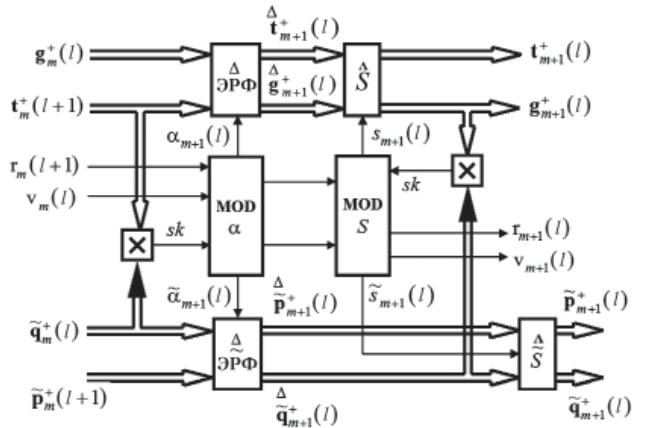 Δ t⁺ₘ₊₁(l)
g⁺ₘ(l) Δ ЭРФ Δ g⁺ₘ₊₁(l) Δ S t⁺ₘ₊₁(l)
t⁺ₘ(l+1) g⁺ₘ₊₁(l)
αₘ₊₁(l) sₘ₊₁(l)
rₘ(l+1) × 
vₘ(l) MOD α MOD S sk
× sk rₘ₊₁(l)
vₘ₊₁(l)
α̃ₘ₊₁(l) Δ p̃⁺ₘ₊₁(l) s̃ₘ₊₁(l) p̃⁺ₘ₊₁(l)
q̃⁺ₘ(l) Δ ~ ЭРФ Δ S̃
p̃⁺ₘ(l+1) Δ q̃⁺ₘ₊₁(l) q̃⁺ₘ₊₁(l)